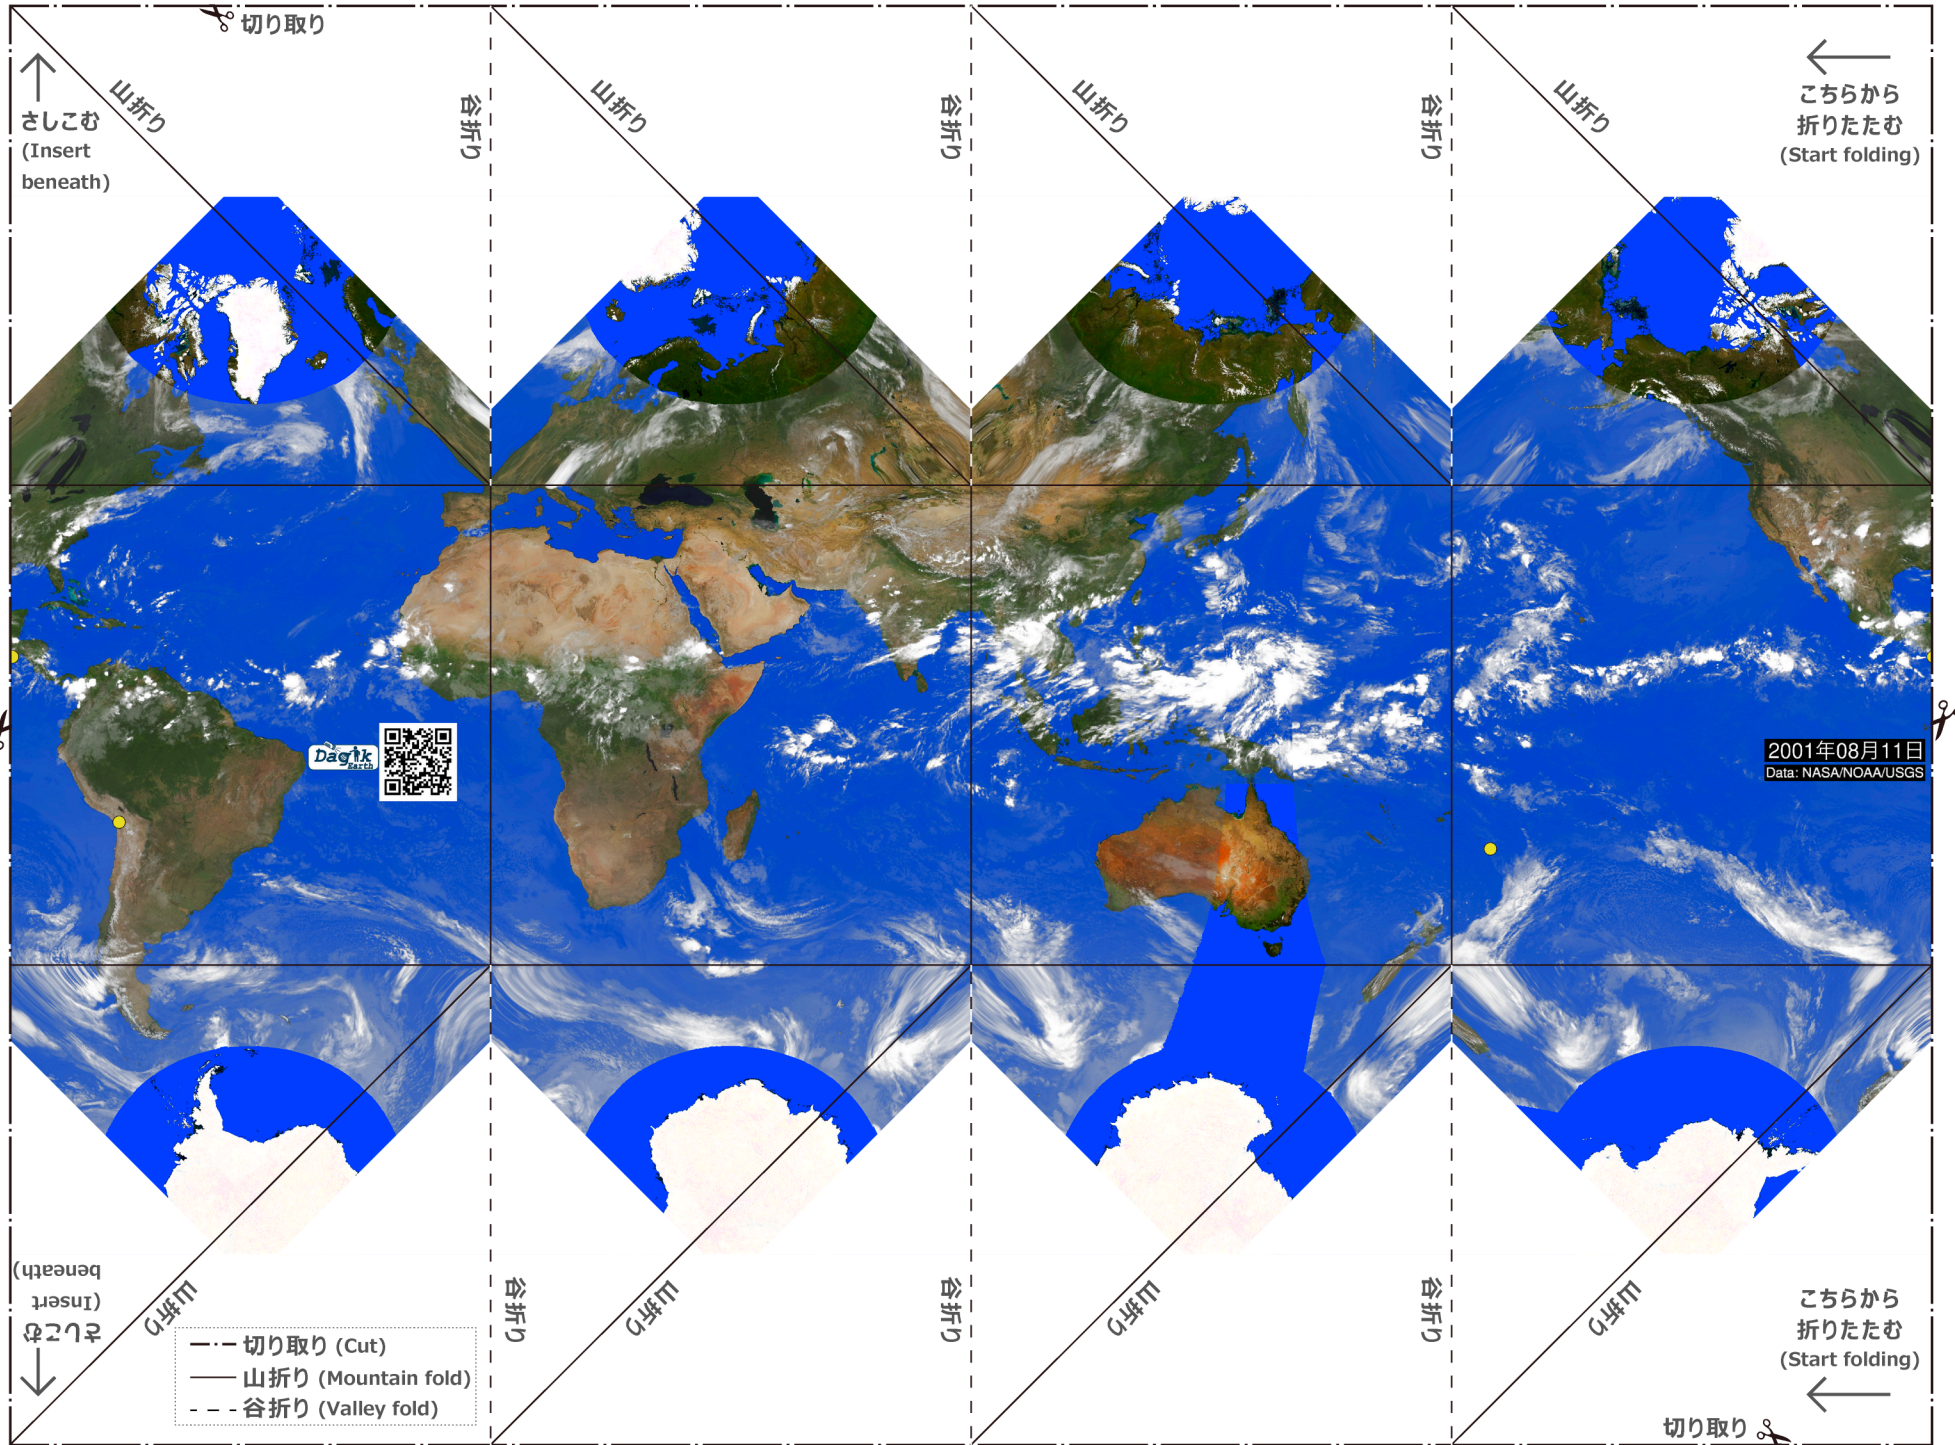 切り取り
さしこむ
(Insert
beneath)
山折り
谷折り
山折り
谷折り
山折り
谷折り
山折り
こちらから
折りたたむ
(Start folding)
Dagik
Earth
2001年08月11日
Data: NASA/NOAA/USGS
さしこむ
(Insert
beneath)
山折り
谷折り
山折り
谷折り
山折り
谷折り
山折り
こちらから
折りたたむ
(Start folding)
切り取り (Cut)
山折り (Mountain fold)
谷折り (Valley fold)
切り取り